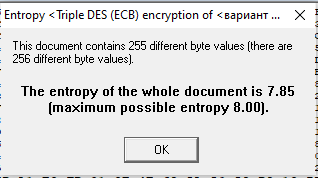 Entropy <Triple DES (ECB) encryption of <вариант ...
This document contains 255 different byte values (there are
256 different byte values).
The entropy of the whole document is 7.85
(maximum possible entropy 8.00).
OK